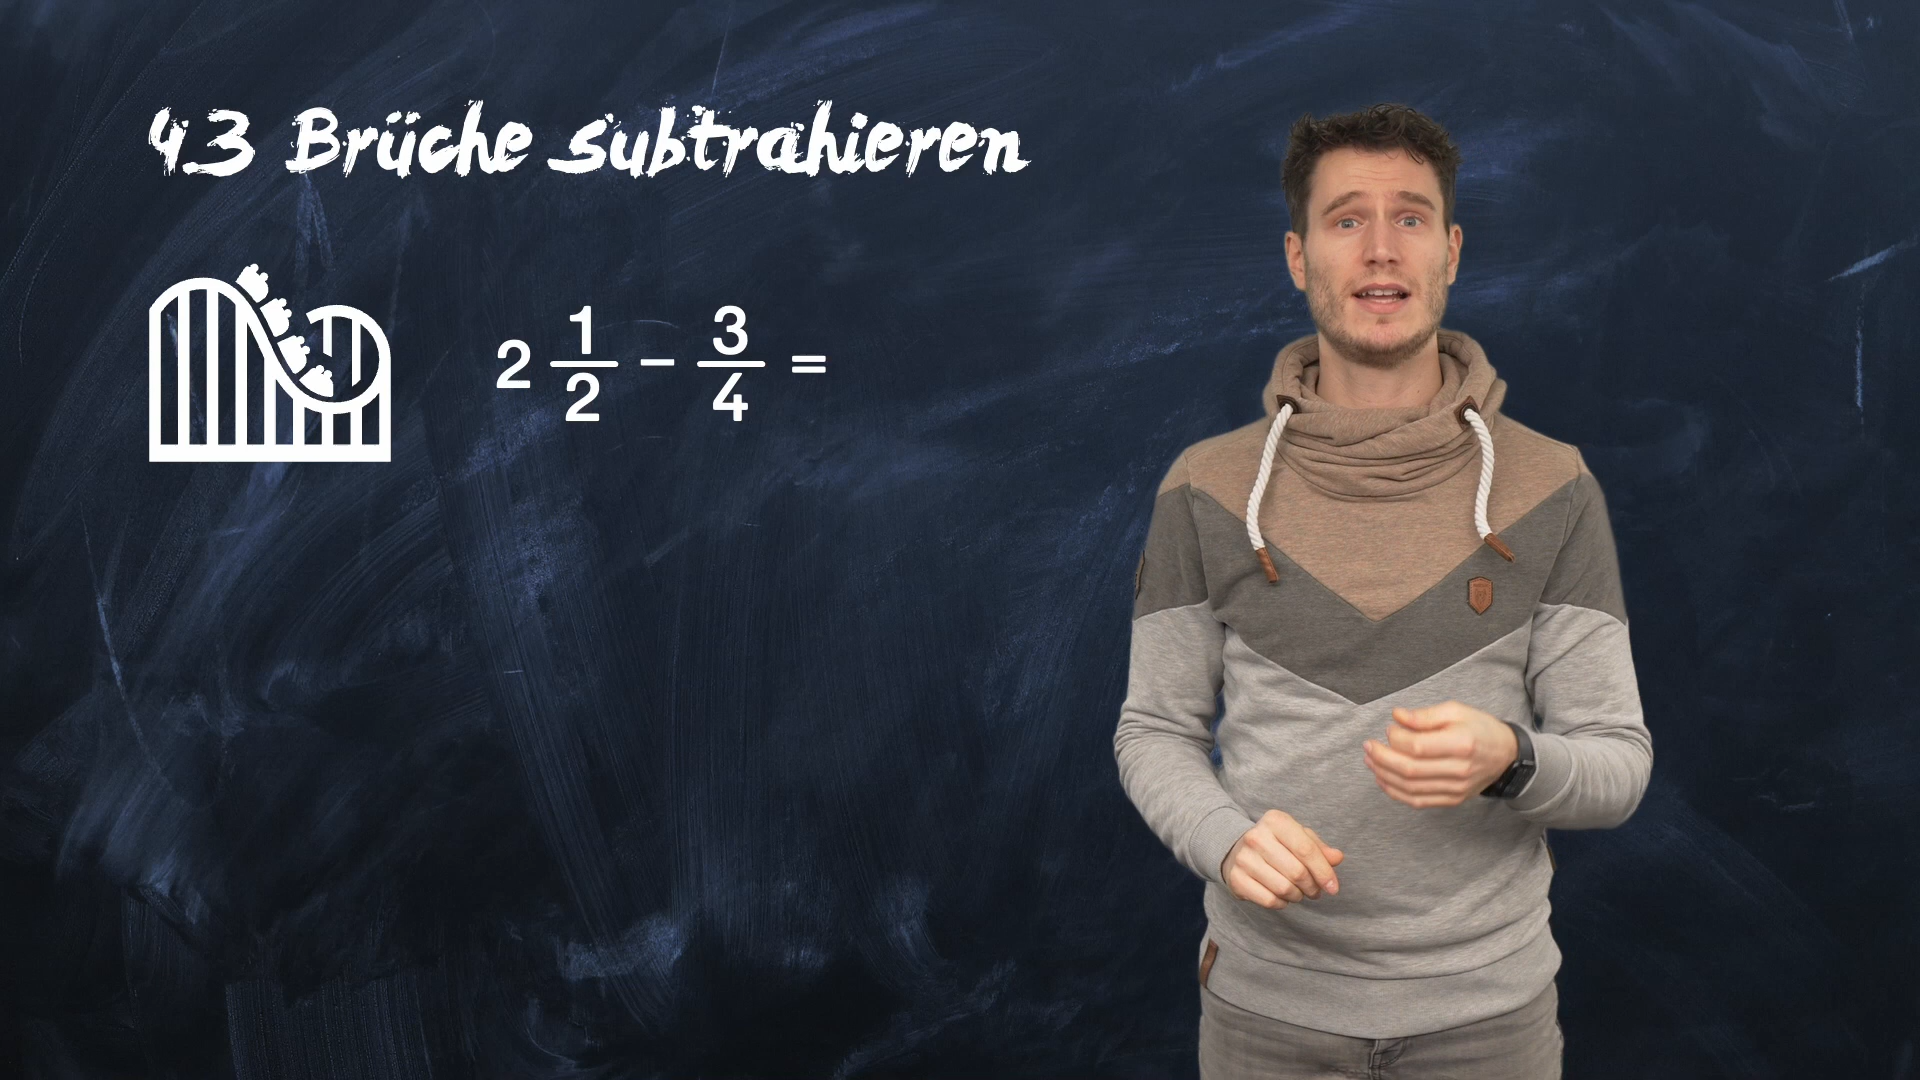 4.3 Brüche subtrahieren
2 1/2 - 3/4 =